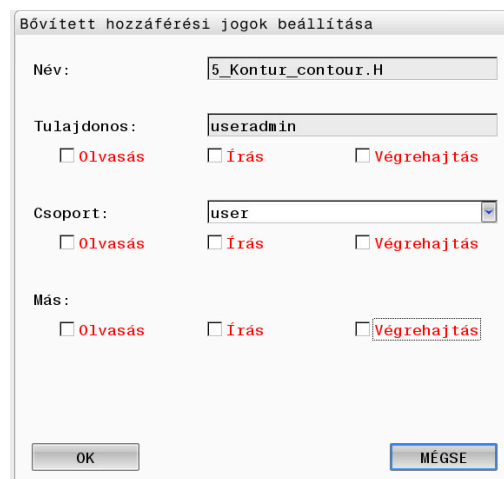 Bővített hozzáférési jogok beállítása
Név: 5_Kontur_contour.H
Tulajdonos: useradmin
Olvasás Írás Végrehajtás
Csoport: user
Olvasás Írás Végrehajtás
Más:
Olvasás Írás Végrehajtás
OK MÉGSE